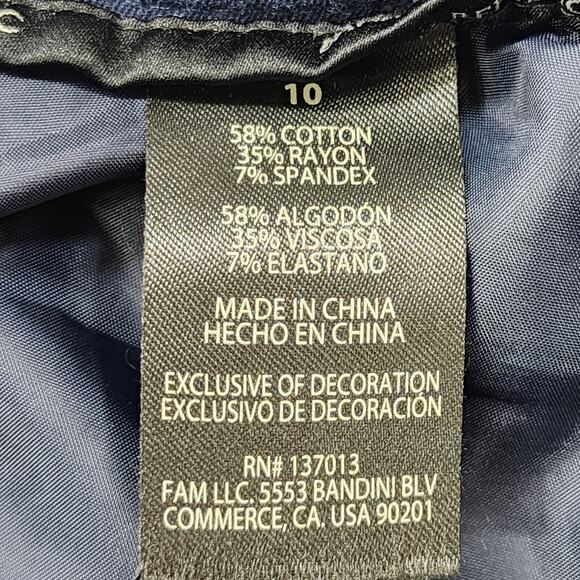 10
58% COTTON
35% RAYON
7% SPANDEX
58% ALGODÓN
35% VISCOSA
7% ELASTANO
MADE IN CHINA
HECHO EN CHINA
EXCLUSIVE OF DECORATION
EXCLUSIVO DE DECORACIÓN
RN# 137013
FAM LLC. 5553 BANDINI BLV
COMMERCE, CA, USA 90201